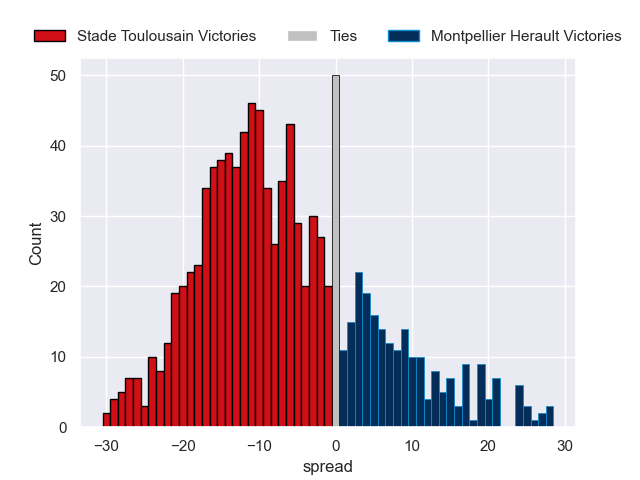 Stade Toulousain Victories Ties Montpellier Herault Victories
50
40
30
20
10
0
Count
−30 −20 −10 0 10 20 30
spread